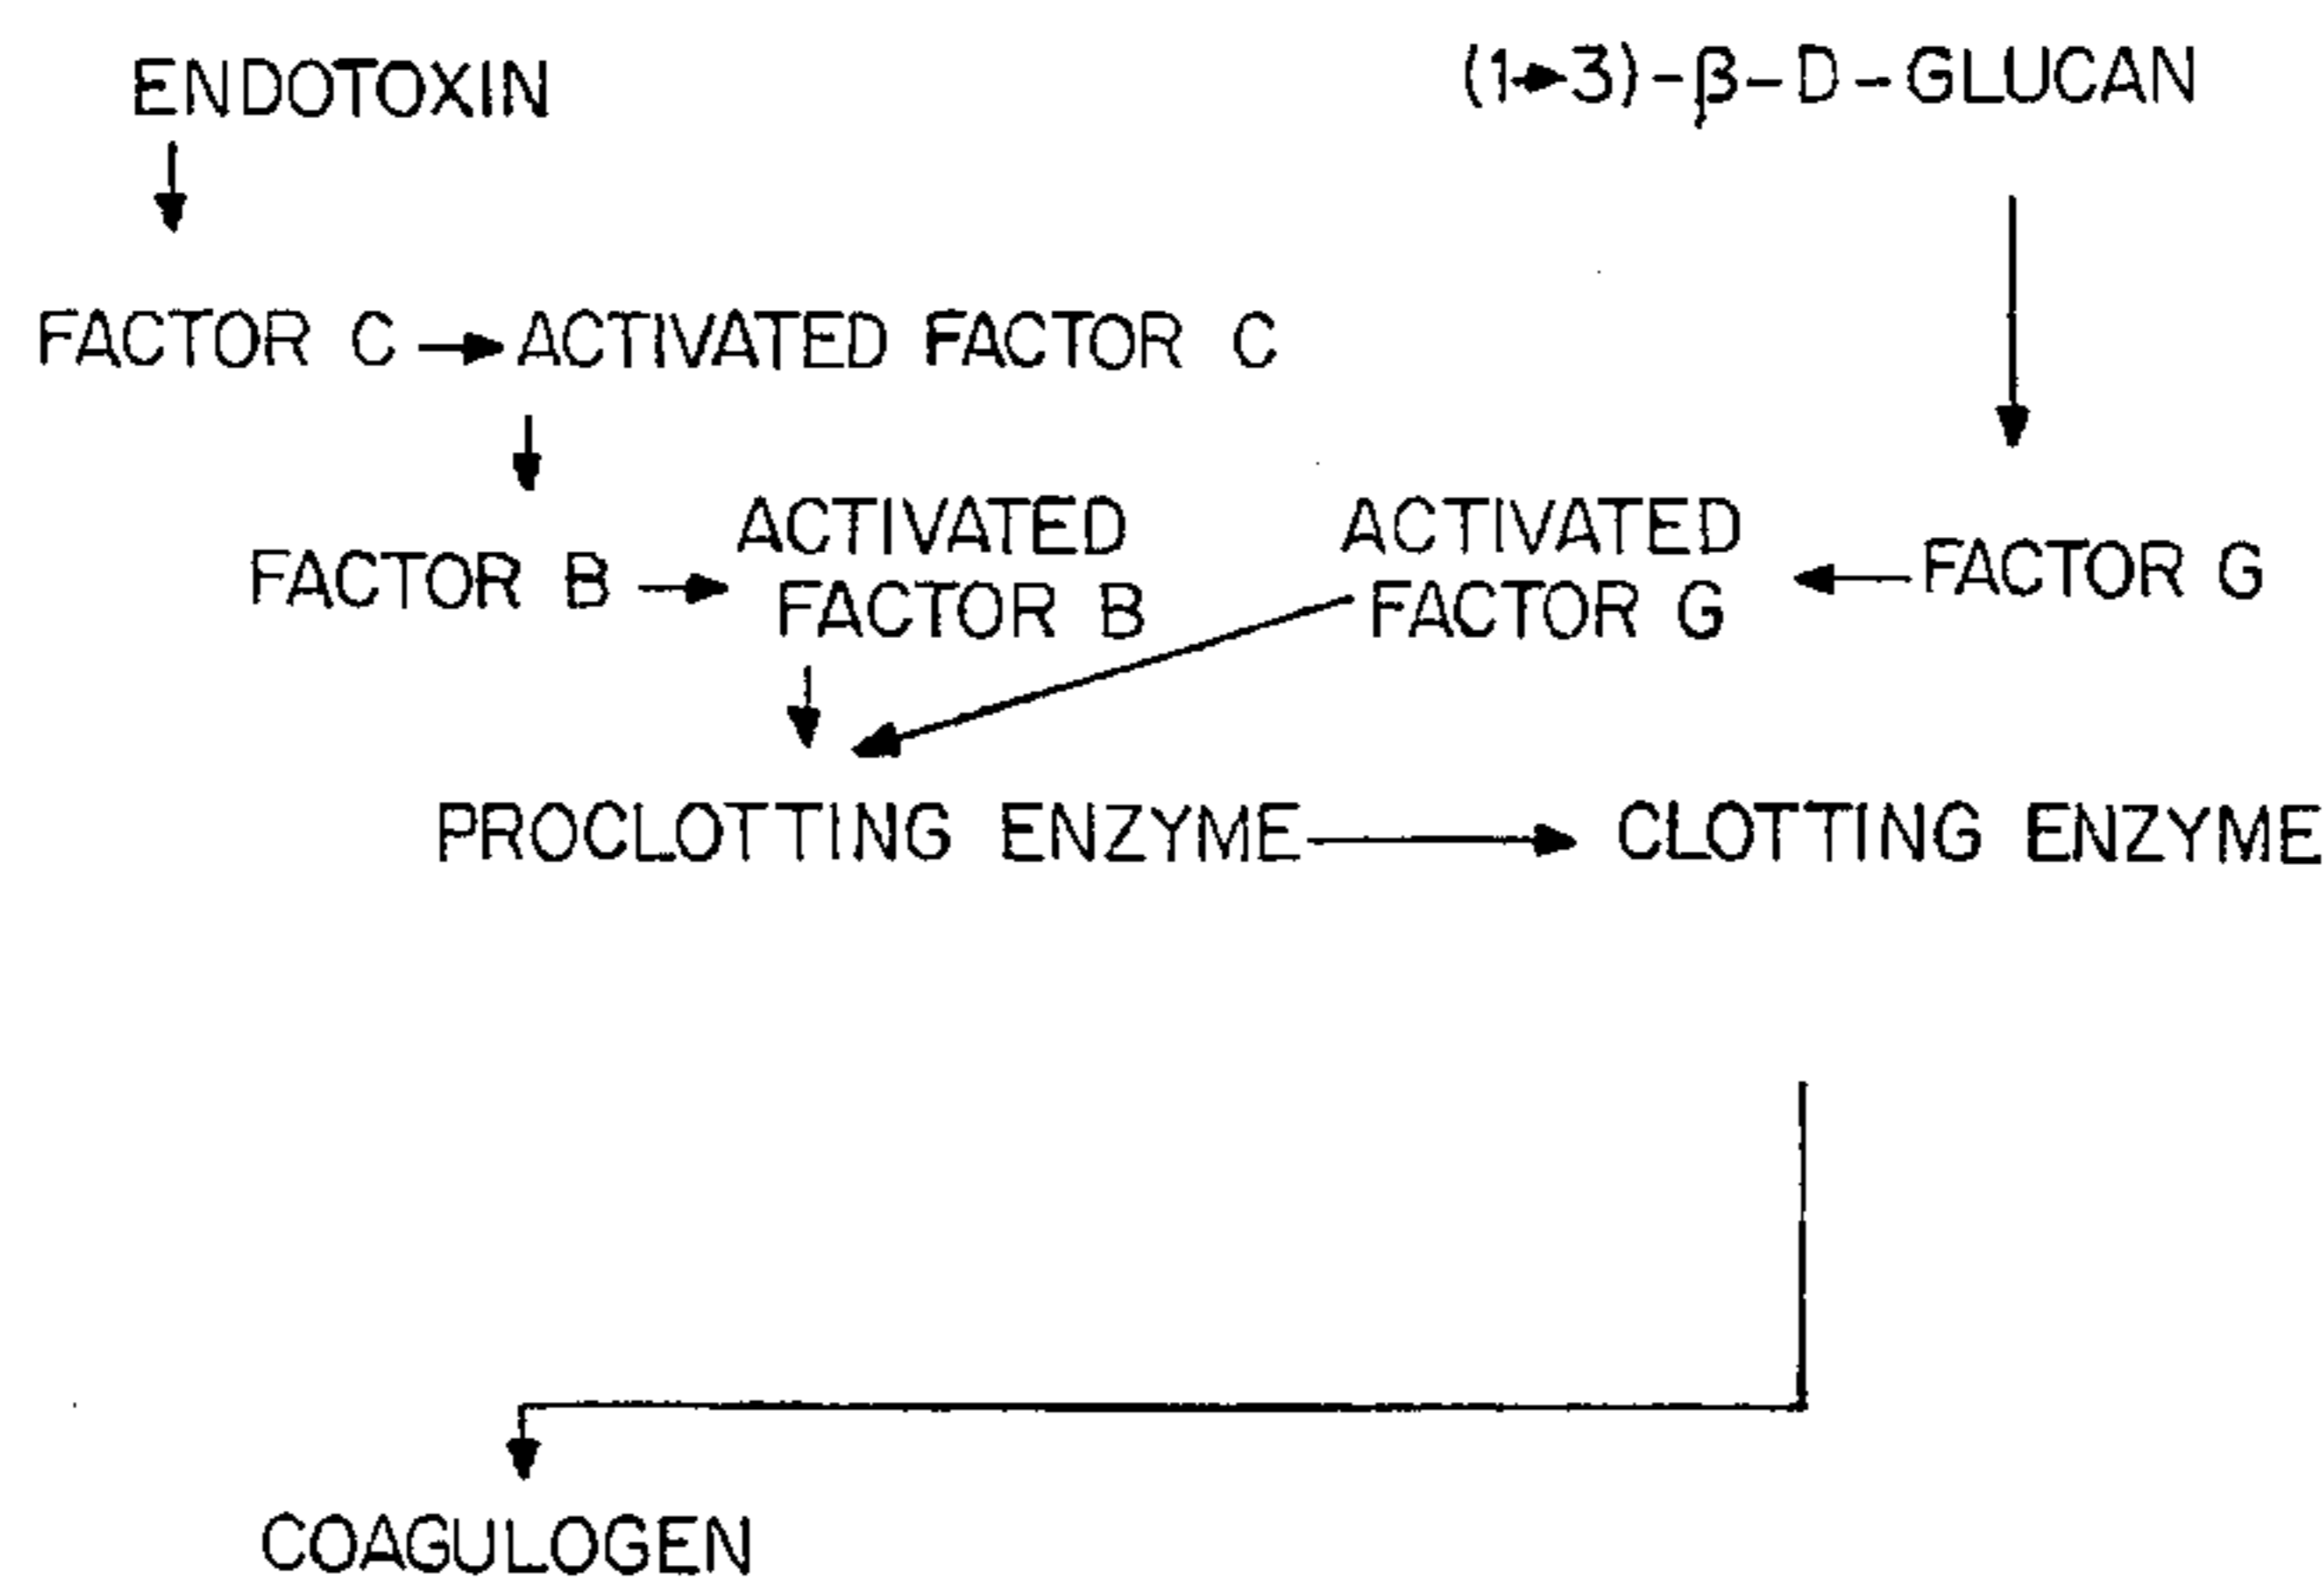 ENDOTOXIN
(1→3)-β-D-GLUCAN
FACTOR C → ACTIVATED FACTOR C
FACTOR B → ACTIVATED
FACTOR B
ACTIVATED
FACTOR G ← FACTOR G
PROCLOTTING ENZYME → CLOTTING ENZYME
COAGULOGEN